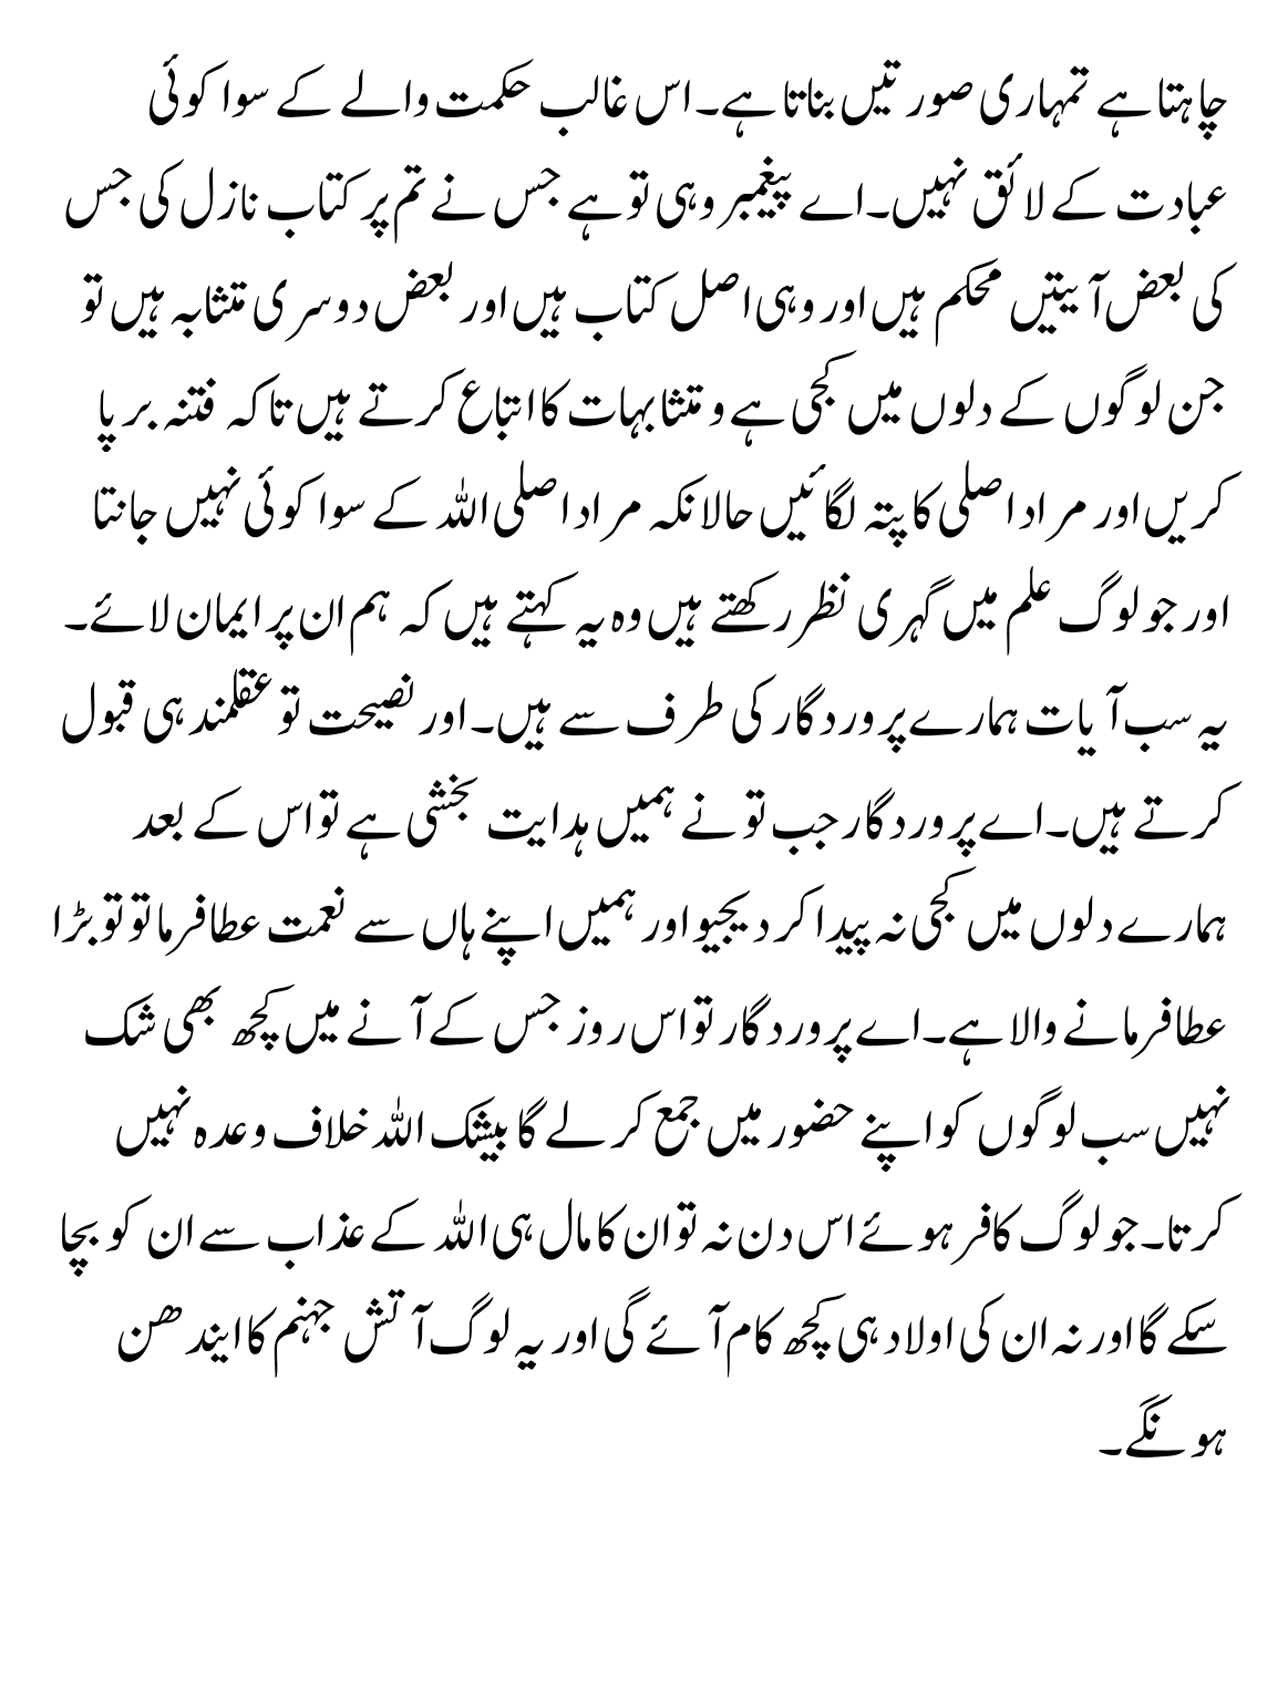 چاہتا ہے تمہاری صورتیں بناتا ہے۔ اس غالب حکمت والے کے سوا کوئی
عبادت کے لائق نہیں۔ اے پیغمبر وہی تو ہے جس نے تم پر کتاب نازل کی جس
کی بعض آیتیں محکم ہیں اور وہی اصل کتاب ہیں اور بعض دوسری متشابہ ہیں تو
جن لوگوں کے دلوں میں کجی ہے و متشابہات کا اتباع کرتے ہیں تاکہ فتنہ برپا
کریں اور مراد اصلی کا پتہ لگائیں حالانکہ مراد اصلی اللہ کے سوا کوئی نہیں جانتا
اور جو لوگ علم میں گہری نظر رکھتے ہیں وہ یہ کہتے ہیں کہ ہم ان پر ایمان لائے۔
یہ سب آیات ہمارے پروردگار کی طرف سے ہیں۔ اور نصیحت تو عقلمند ہی قبول
کرتے ہیں۔ اے پروردگار جب تو نے ہمیں ہدایت بخشی ہے تو اس کے بعد
ہمارے دلوں میں کجی نہ پیدا کر دیجیو اور ہمیں اپنے ہاں سے نعمت عطا فرما تو تو بڑا
عطا فرمانے والا ہے۔ اے پروردگار تو اس روز جس کے آنے میں کچھ بھی شک
نہیں سب لوگوں کو اپنے حضور میں جمع کر لے گا بیشک اللہ خلاف وعدہ نہیں
کرتا۔ جو لوگ کافر ہوئے اس دن نہ تو ان کا مال ہی اللہ کے عذاب سے ان کو بچا
سکے گا اور نہ ان کی اولاد ہی کچھ کام آئے گی اور یہ لوگ آتش جہنم کا ایندھن
ہونگے۔